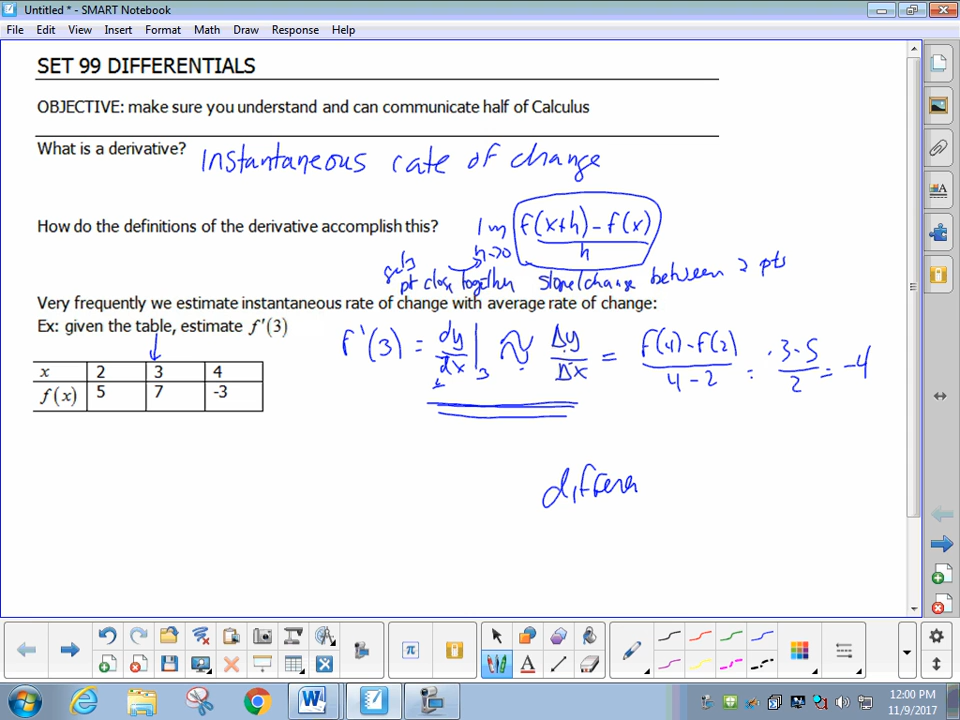 Untitled * - SMART Notebook
File Edit View Insert Format Math Draw Response Help
SET 99 DIFFERENTIALS
OBJECTIVE: make sure you understand and can communicate half of Calculus
What is a derivative? Instantaneous rate of change
How do the definitions of the derivative accomplish this? lim h→0 f(x+h) - f(x) / h
gets pt close together slope/change between 2 pts
Very frequently we estimate instantaneous rate of change with average rate of change:
Ex: given the table, estimate f'(3)
f'(3) = dy/dx |3 ≈ Δy/Δx = f(4) - f(2) / 4 - 2 = -3 - 5 / 2 = -4
x 2 3 4
f(x) 5 7 -3
differen
12:00 PM
11/9/2017